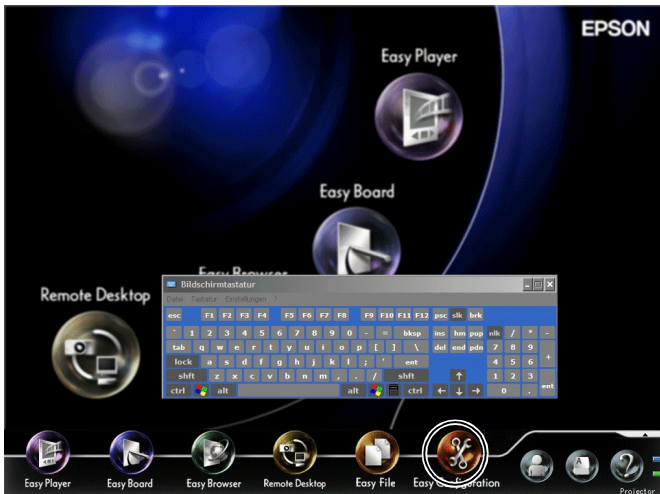 EPSON
Easy Player
Easy Board
Easy Browser
Remote Desktop
Bildschirmtastatur
Datei Tastatur Einstellungen ?
esc F1 F2 F3 F4 F5 F6 F7 F8 F9 F10 F11 F12 psc slk brk
` 1 2 3 4 5 6 7 8 9 0 - = bksp ins hm pup nlk / * -
tab q w e r t y u i o p [ ] \ del end pdn 7 8 9 +
lock a s d f g h j k l ; ' ent 4 5 6
shft z x c v b n m , . / shft ↑ 1 2 3 ent
ctrl alt alt ctrl ← ↓ → 0 .
Easy Player Easy Board Easy Browser Remote Desktop Easy File Easy Configuration
A
Projector